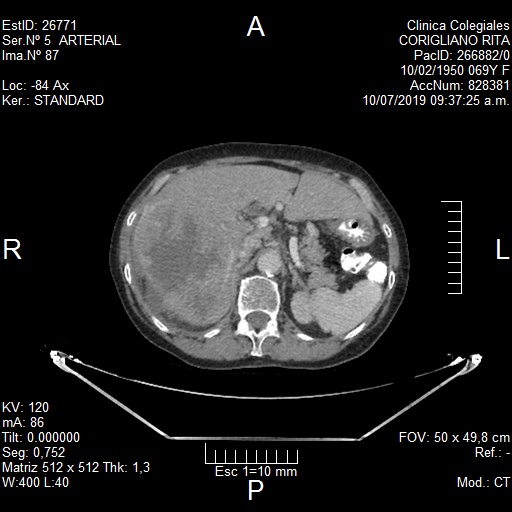 EstID: 26771
Ser.Nº 5 ARTERIAL
Ima.Nº 87
Loc: -84 Ax
Ker.: STANDARD
A
Clinica Colegiales
CORIGLIANO RITA
PacID: 266882/0
10/02/1950 069Y F
AccNum: 828381
10/07/2019 09:37:25 a.m.
R
L
KV: 120
mA: 86
Tilt: 0.000000
Seg: 0,752
Matriz 512 x 512 Thk: 1,3
W:400 L:40
Esc 1=10 mm
P
FOV: 50 x 49,8 cm
Ref.: -
Mod.: CT